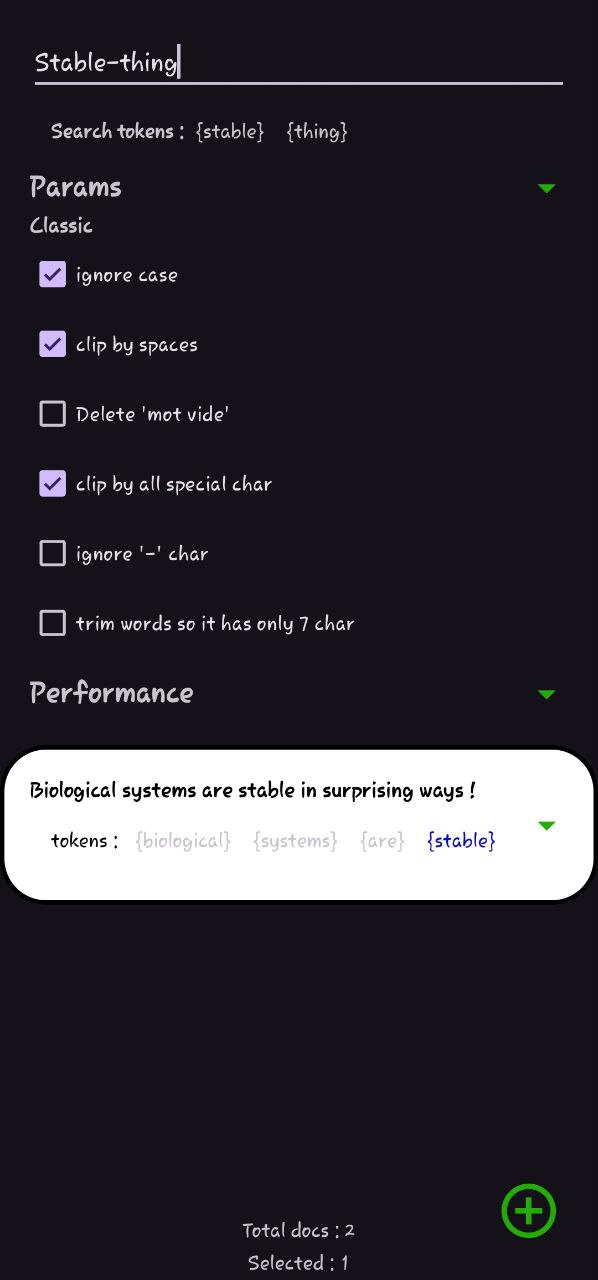 Stable-thing
Search tokens : {stable} {thing}
Params
Classic
ignore case
clip by spaces
Delete 'mot vide'
clip by all special char
ignore '-' char
trim words so it has only 7 char
Performance
Biological systems are stable in surprising ways !
tokens : {biological} {systems} {are} {stable}
Total docs : 2
Selected : 1